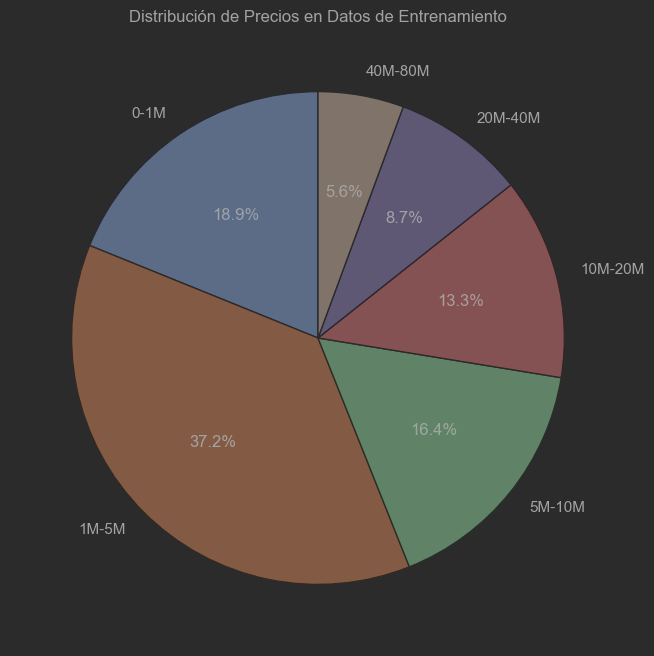 Distribución de Precios en Datos de Entrenamiento
40M-80M
0-1M
20M-40M
5.6%
18.9%
8.7%
10M-20M
13.3%
16.4%
37.2%
5M-10M
1M-5M